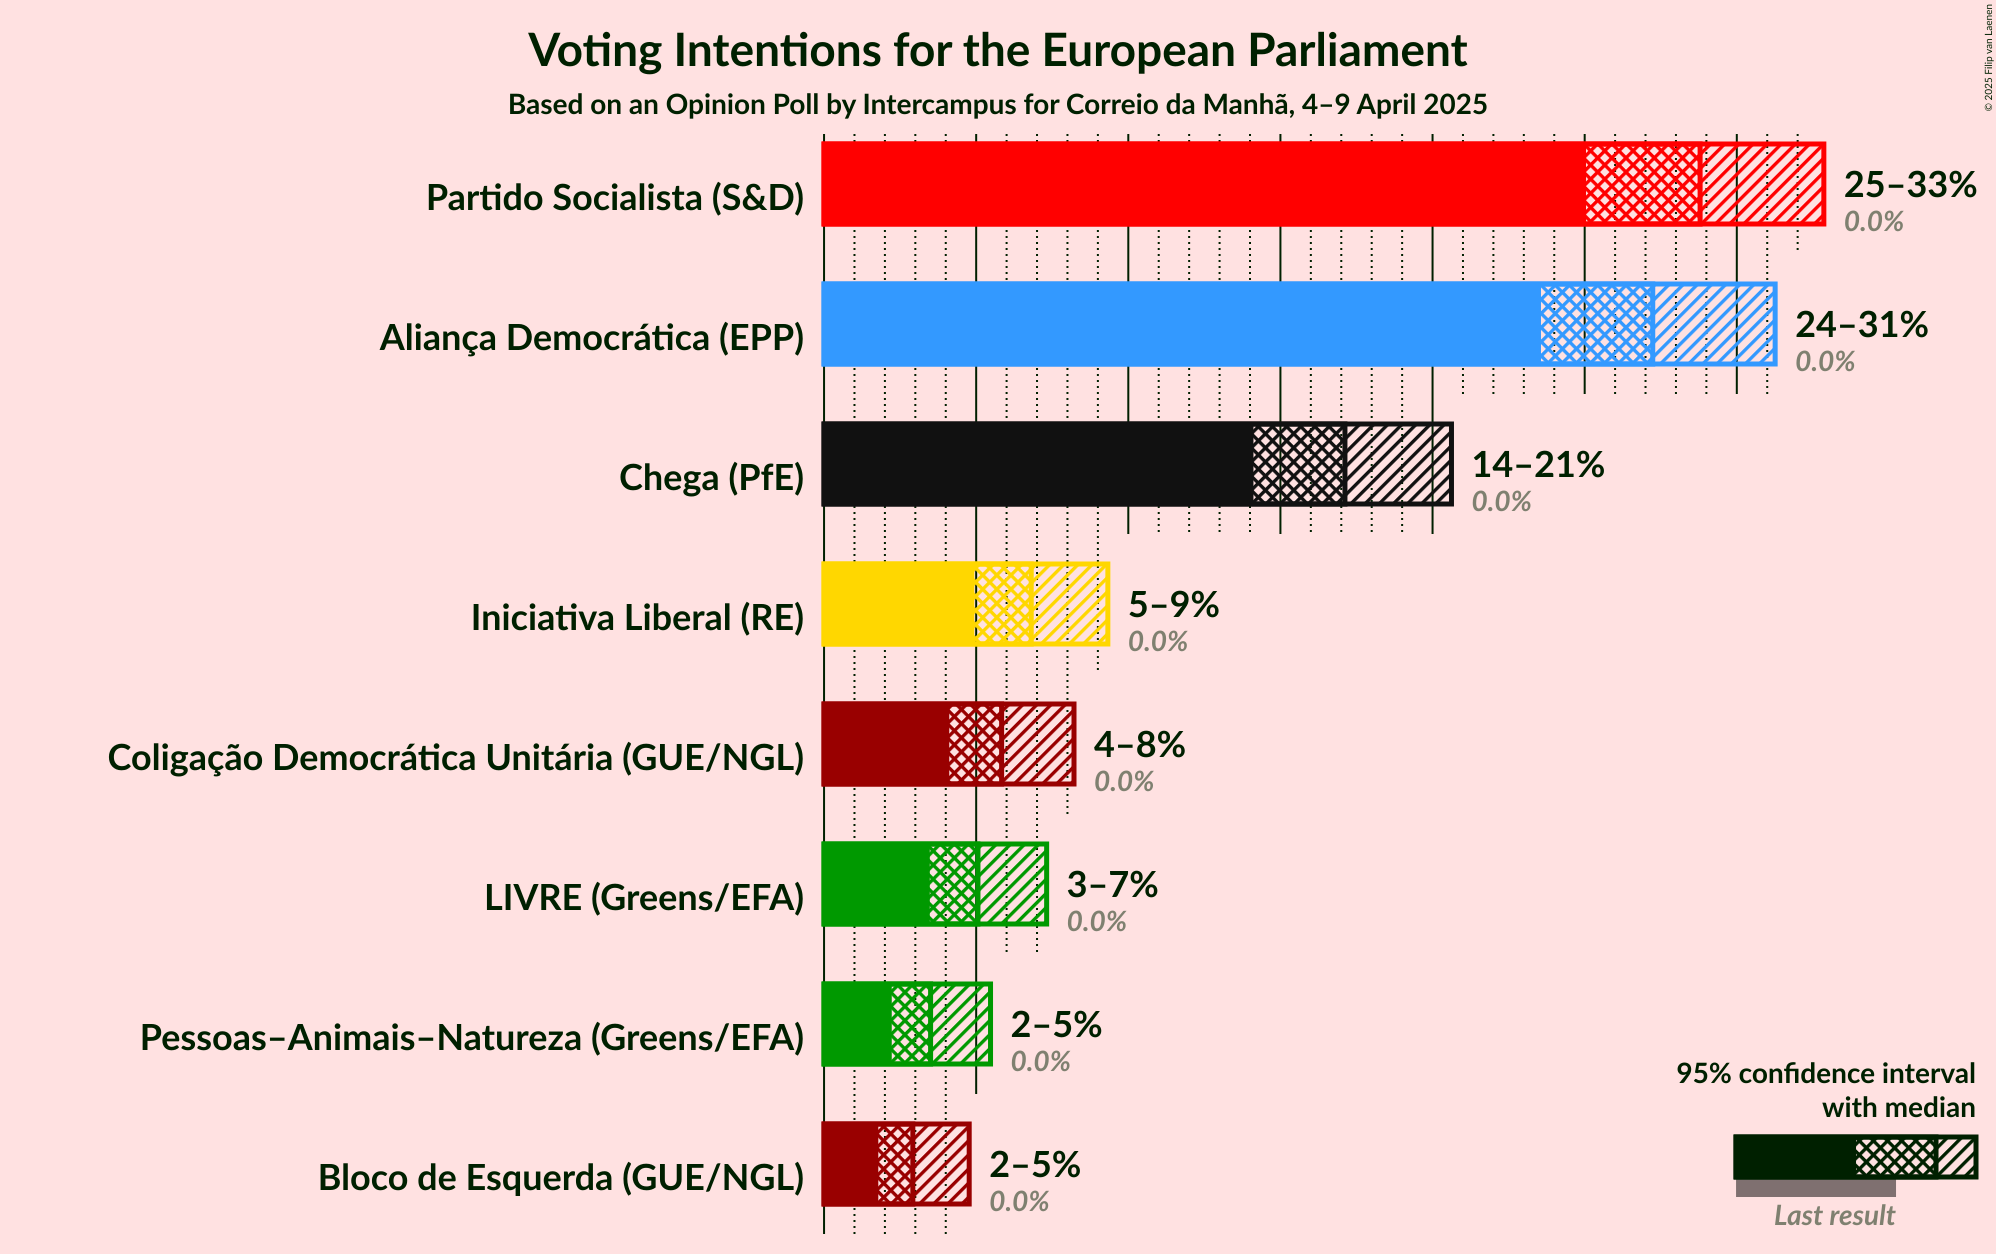 Voting Intentions for the European Parliament
Based on an Opinion Poll by Intercampus for Correio da Manhã, 4–9 April 2025
© 2025 Filip van Laenen
Partido Socialista (S&D)
25–33%
0.0%
Aliança Democrática (EPP)
24–31%
0.0%
Chega (PfE)
14–21%
0.0%
Iniciativa Liberal (RE)
5–9%
0.0%
Coligação Democrática Unitária (GUE/NGL)
4–8%
0.0%
LIVRE (Greens/EFA)
3–7%
0.0%
Pessoas–Animais–Natureza (Greens/EFA)
2–5%
0.0%
Bloco de Esquerda (GUE/NGL)
2–5%
0.0%
95% confidence interval
with median
Last result